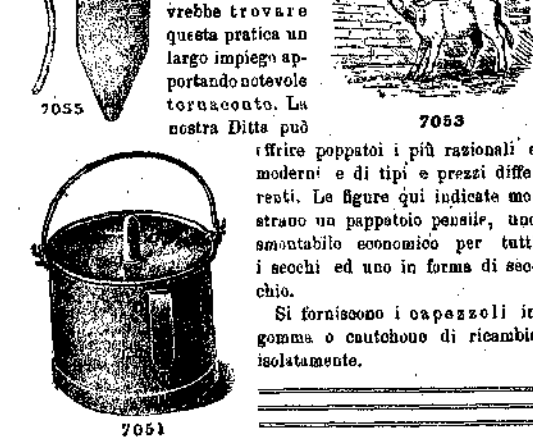 vrebbe trovare
questa pratica un
largo impiego ap-
portando notevole
tornaconto. La
nostra Ditta può
offrire poppatoi i più razionali e
moderni e di tipi e prezzi diffe
renti. Le figure qui indicate mo
strano un pappatoio pensile, uno
smontabile economico per tutt
i secchi ed uno in forma di sec-
chio.
Si forniscono i capezzoli in
gomma o cautchouc di ricambio
isolatamente.
7055
7053
7051